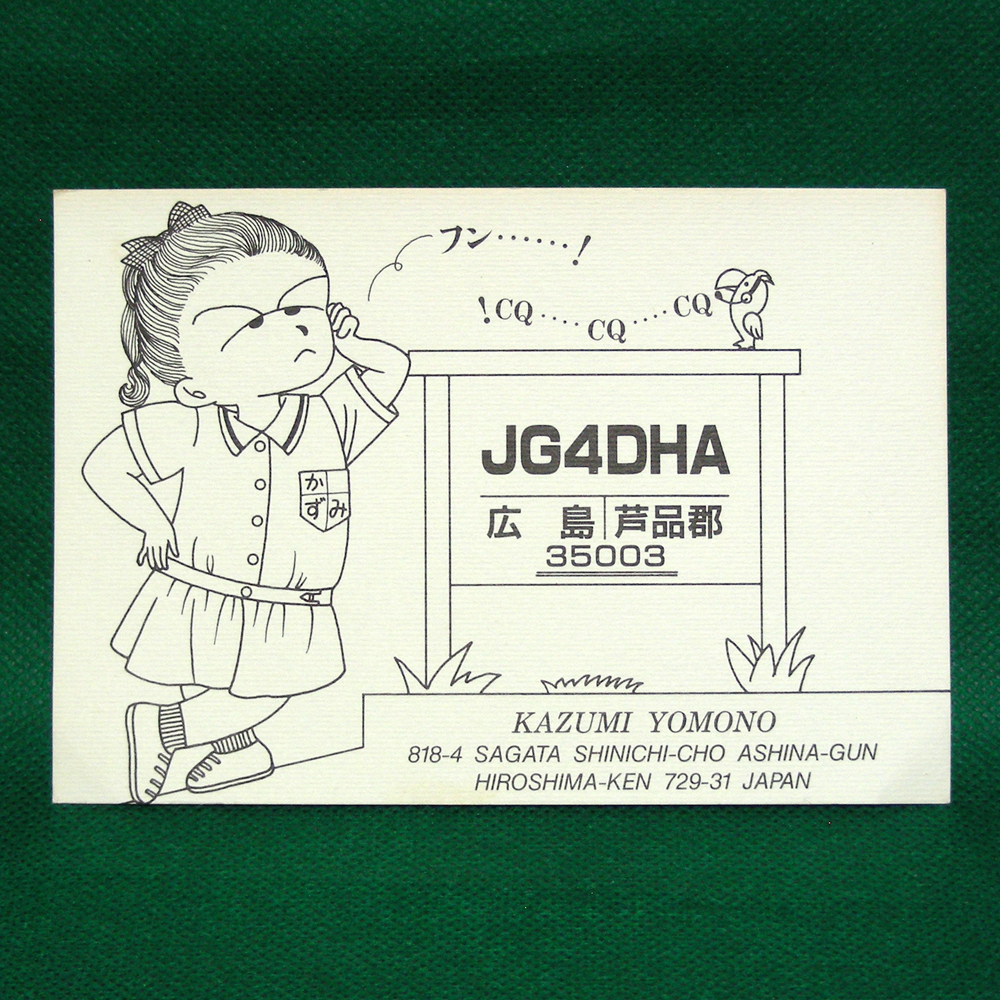 フン······!
!CQ····CQ····CQ
かずみ
JG4DHA
広島 芦品郡
35003
KAZUMI YOMONO
818-4 SAGATA SHINICHI-CHO ASHINA-GUN
HIROSHIMA-KEN 729-31 JAPAN